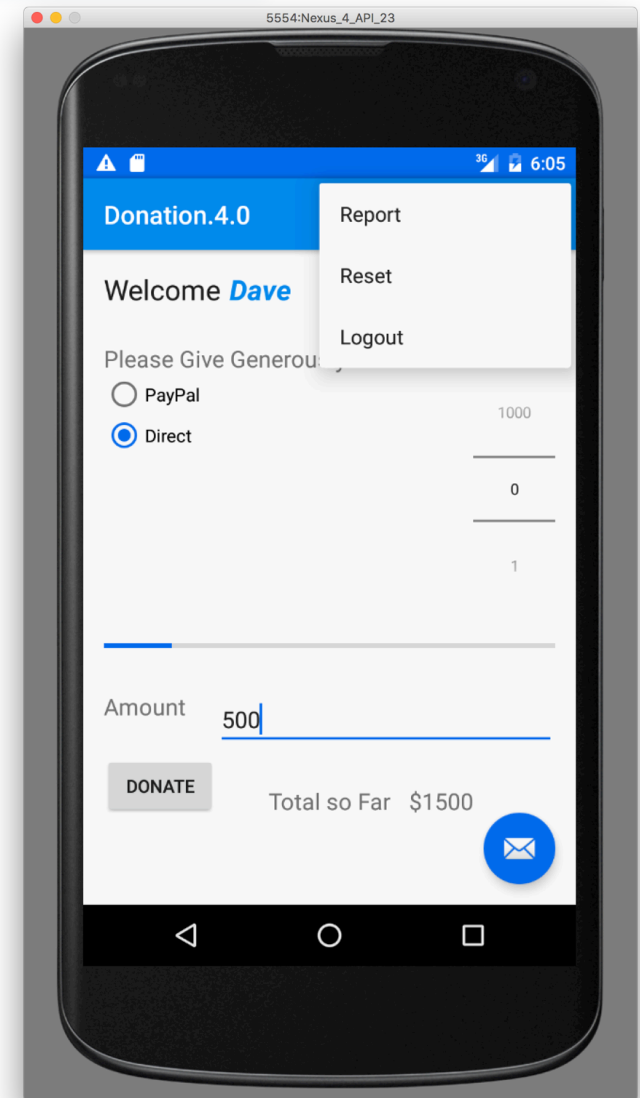 5554:Nexus_4_API_23
3G 6:05
Donation.4.0
Report
Reset
Logout
Welcome Dave
Please Give Generou
PayPal
Direct
1000
0
1
Amount
500
DONATE
Total so Far $1500